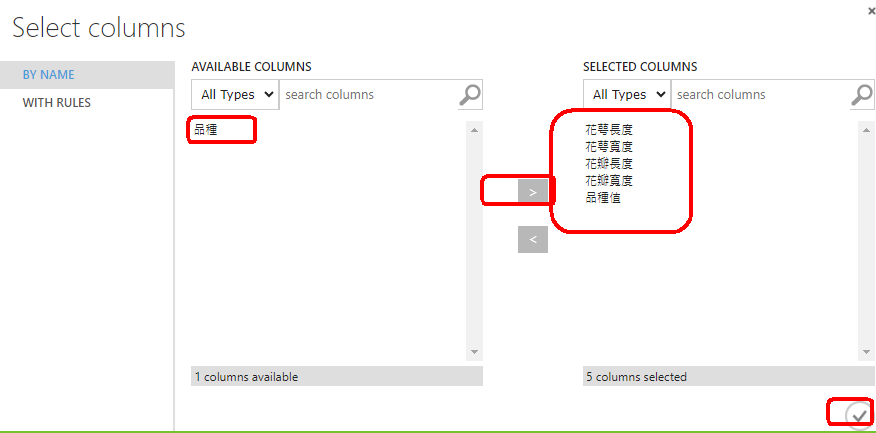 Select columns
BY NAME
WITH RULES
AVAILABLE COLUMNS
All Types
search columns
品種
1 columns available
>
<
SELECTED COLUMNS
All Types
search columns
花萼長度
花萼寬度
花瓣長度
花瓣寬度
品種值
5 columns selected